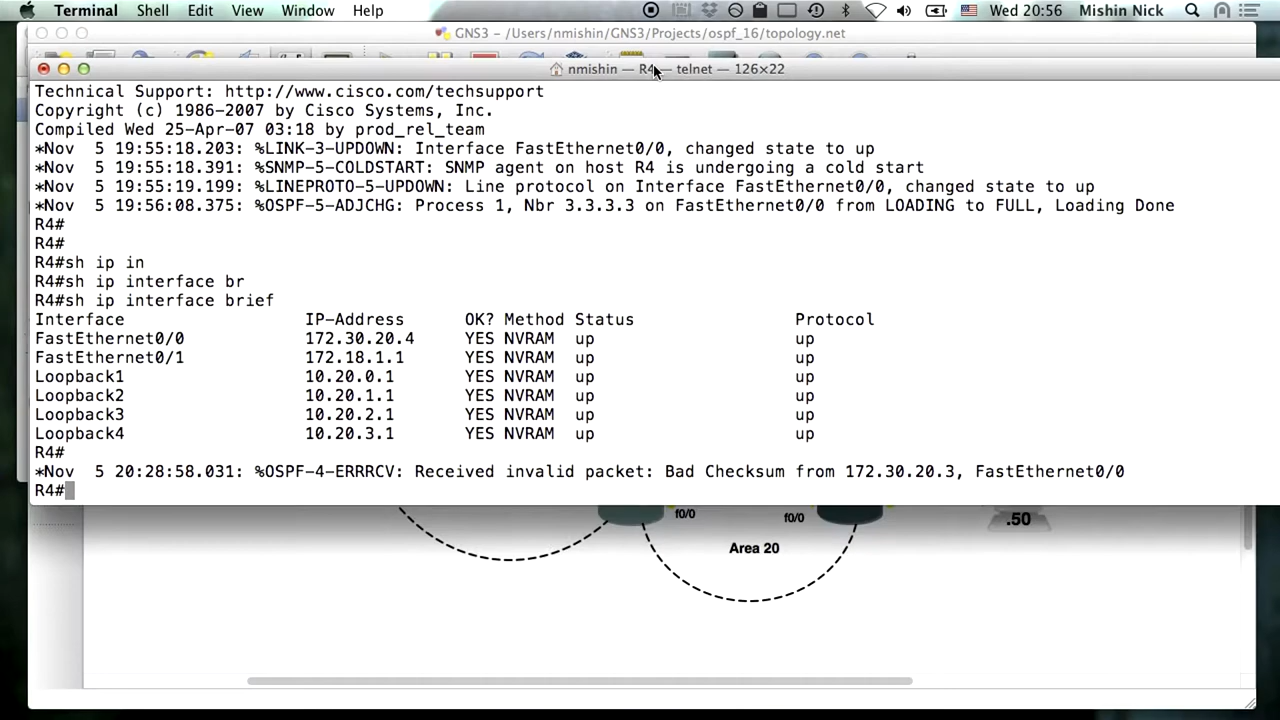 Terminal Shell Edit View Window Help Wed 20:56 Mishin Nick
GNS3 – /Users/nmishin/GNS3/Projects/ospf_16/topology.net
nmishin — R4 — telnet — 126×22
Technical Support: http://www.cisco.com/techsupport
Copyright (c) 1986-2007 by Cisco Systems, Inc.
Compiled Wed 25-Apr-07 03:18 by prod_rel_team
*Nov  5 19:55:18.203: %LINK-3-UPDOWN: Interface FastEthernet0/0, changed state to up
*Nov  5 19:55:18.391: %SNMP-5-COLDSTART: SNMP agent on host R4 is undergoing a cold start
*Nov  5 19:55:19.199: %LINEPROTO-5-UPDOWN: Line protocol on Interface FastEthernet0/0, changed state to up
*Nov  5 19:56:08.375: %OSPF-5-ADJCHG: Process 1, Nbr 3.3.3.3 on FastEthernet0/0 from LOADING to FULL, Loading Done
R4#
R4#
R4#sh ip in
R4#sh ip interface br
R4#sh ip interface brief
Interface IP-Address OK? Method Status Protocol
FastEthernet0/0 172.30.20.4 YES NVRAM up up
FastEthernet0/1 172.18.1.1 YES NVRAM up up
Loopback1 10.20.0.1 YES NVRAM up up
Loopback2 10.20.1.1 YES NVRAM up up
Loopback3 10.20.2.1 YES NVRAM up up
Loopback4 10.20.3.1 YES NVRAM up up
R4#
*Nov  5 20:28:58.031: %OSPF-4-ERRRCV: Received invalid packet: Bad Checksum from 172.30.20.3, FastEthernet0/0
R4#
f0/0 f0/0 .50
Area 20